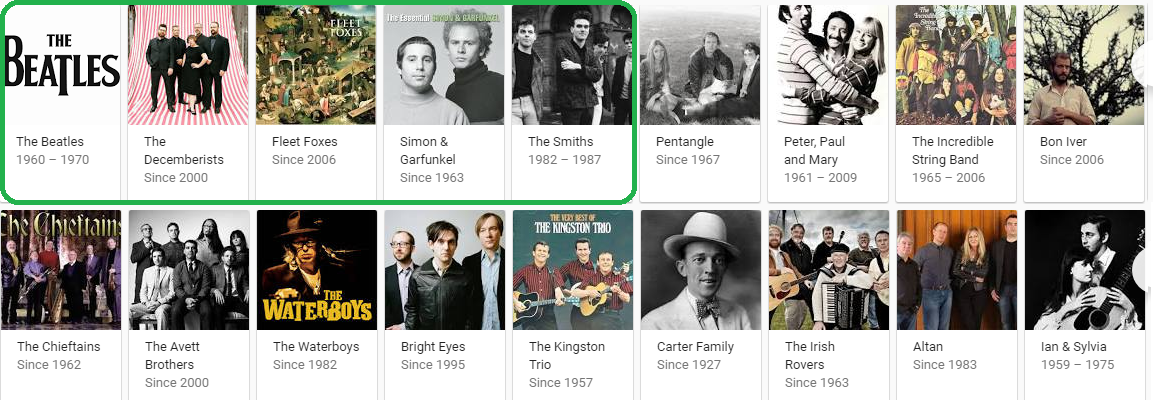 THE
BEATLES
FLEET
FOXES
The Essential SIMON & GARFUNKEL
The Incredible
String Band
The Beatles
1960 – 1970
The
Decemberists
Since 2000
Fleet Foxes
Since 2006
Simon &
Garfunkel
Since 1963
The Smiths
1982 – 1987
Pentangle
Since 1967
Peter, Paul
and Mary
1961 – 2009
The Incredible
String Band
1965 – 2006
Bon Iver
Since 2006
The Chieftains
THE
WATERBOYS
THE VERY BEST OF
THE KINGSTON TRIO
The Chieftains
Since 1962
The Avett
Brothers
Since 2000
The Waterboys
Since 1982
Bright Eyes
Since 1995
The Kingston
Trio
Since 1957
Carter Family
Since 1927
The Irish
Rovers
Since 1963
Altan
Since 1983
Ian & Sylvia
1959 – 1975